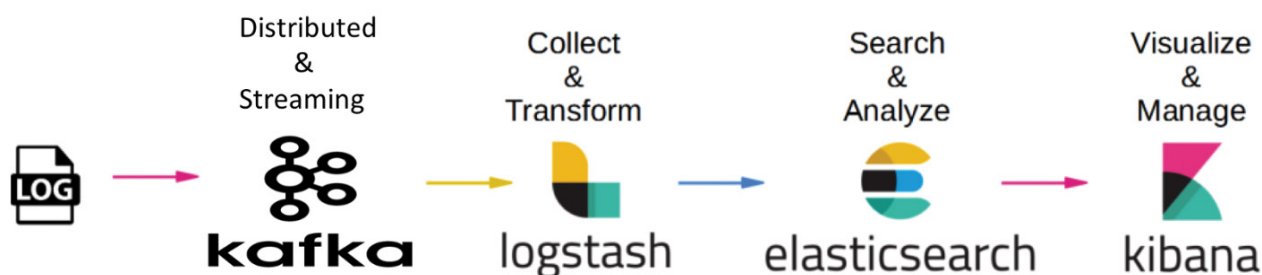 Distributed
&
Streaming
Collect
&
Transform
Search
&
Analyze
Visualize
&
Manage
LOG
kafka
logstash
elasticsearch
kibana